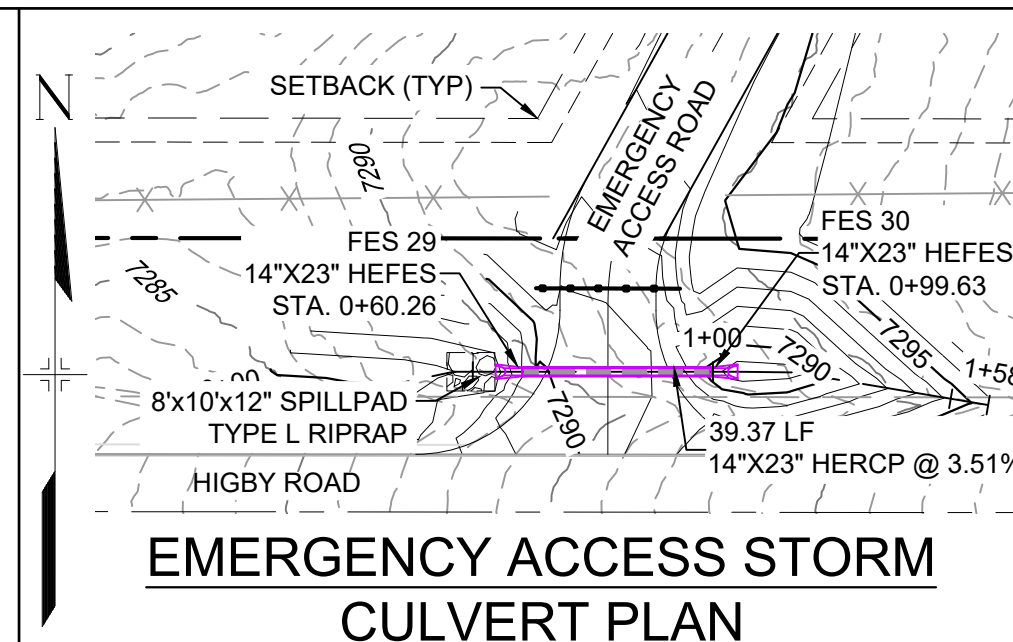 N
SETBACK (TYP)
EMERGENCY
ACCESS ROAD
7290
7285
FES 29
14"X23" HEFES
STA. 0+60.26
FES 30
14"X23" HEFES
STA. 0+99.63
1+00
7290
7295
1+58
8'x10'x12" SPILLPAD
TYPE L RIPRAP
7290
39.37 LF
14"X23" HERCP @ 3.51%
HIGBY ROAD
EMERGENCY ACCESS STORM
CULVERT PLAN